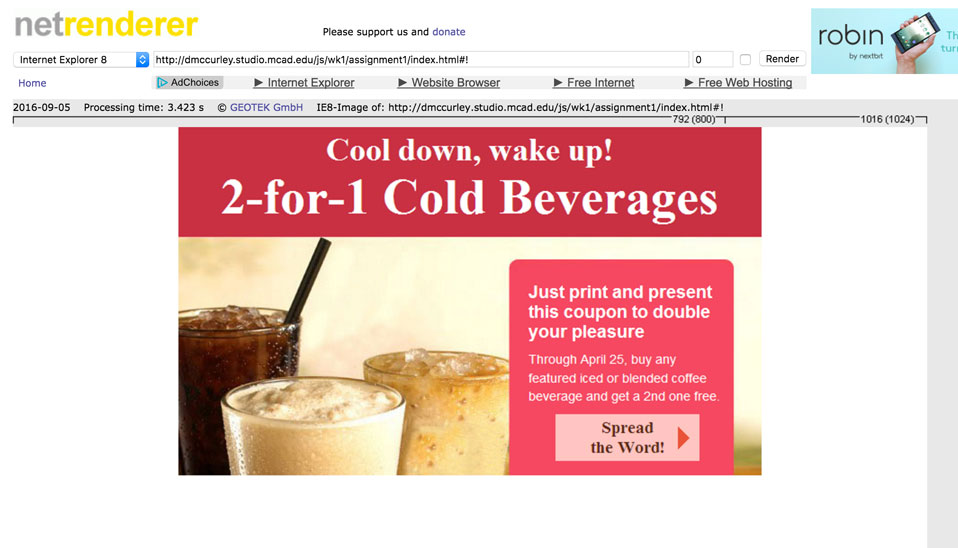 netrenderer
Please support us and donate
robin
by nextbit
Th
turn
Internet Explorer 8
http://dmccurley.studio.mcad.edu/js/wk1/assignment1/index.html#!
0
Render
Home
AdChoices
► Internet Explorer
► Website Browser
► Free Internet
► Free Web Hosting
2016-09-05 Processing time: 3.423 s © GEOTEK GmbH IE8-Image of: http://dmccurley.studio.mcad.edu/js/wk1/assignment1/index.html#!
792 (800)
1016 (1024)
Cool down, wake up!
2-for-1 Cold Beverages
Just print and present
this coupon to double
your pleasure
Through April 25, buy any
featured iced or blended coffee
beverage and get a 2nd one free.
Spread
the Word!